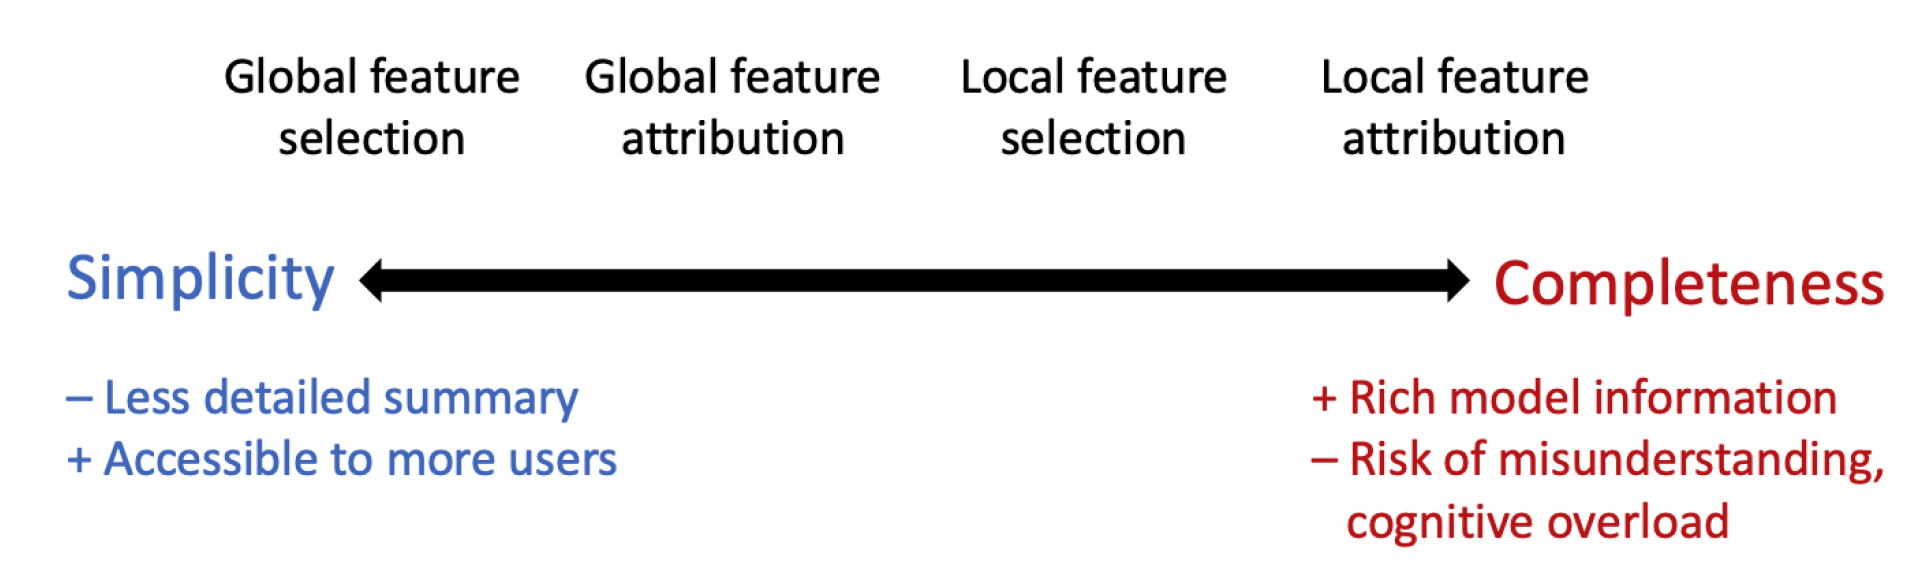 Global feature
selection
Global feature
attribution
Local feature
selection
Local feature
attribution
Simplicity
Completeness
– Less detailed summary
+ Accessible to more users
+ Rich model information
– Risk of misunderstanding,
cognitive overload